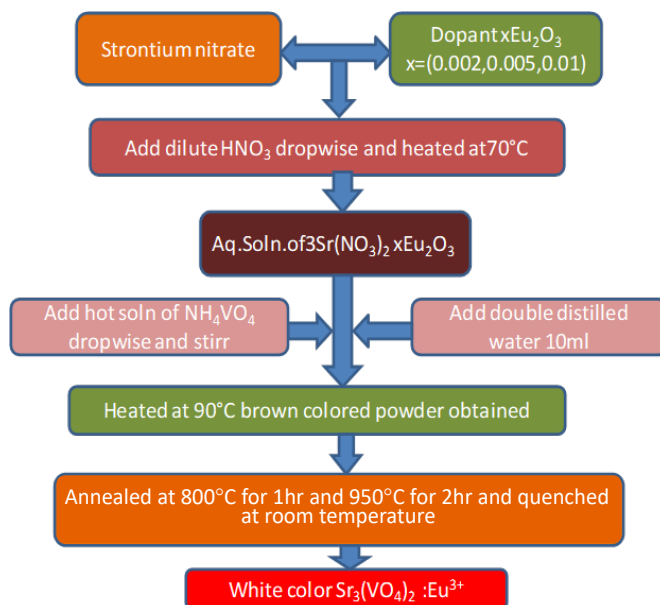 Strontium nitrate
Dopant xEu₂O₃
x=(0.002,0.005,0.01)
Add dilute HNO₃ dropwise and heated at70°C
Aq.Soln.of3Sr(NO₃)₂ xEu₂O₃
Add hot soln of NH₄VO₄
dropwise and stirr
Add double distilled
water 10ml
Heated at 90°C brown colored powder obtained
Annealed at 800°C for 1hr and 950°C for 2hr and quenched
at room temperature
White color Sr₃(VO₄)₂ :Eu³⁺